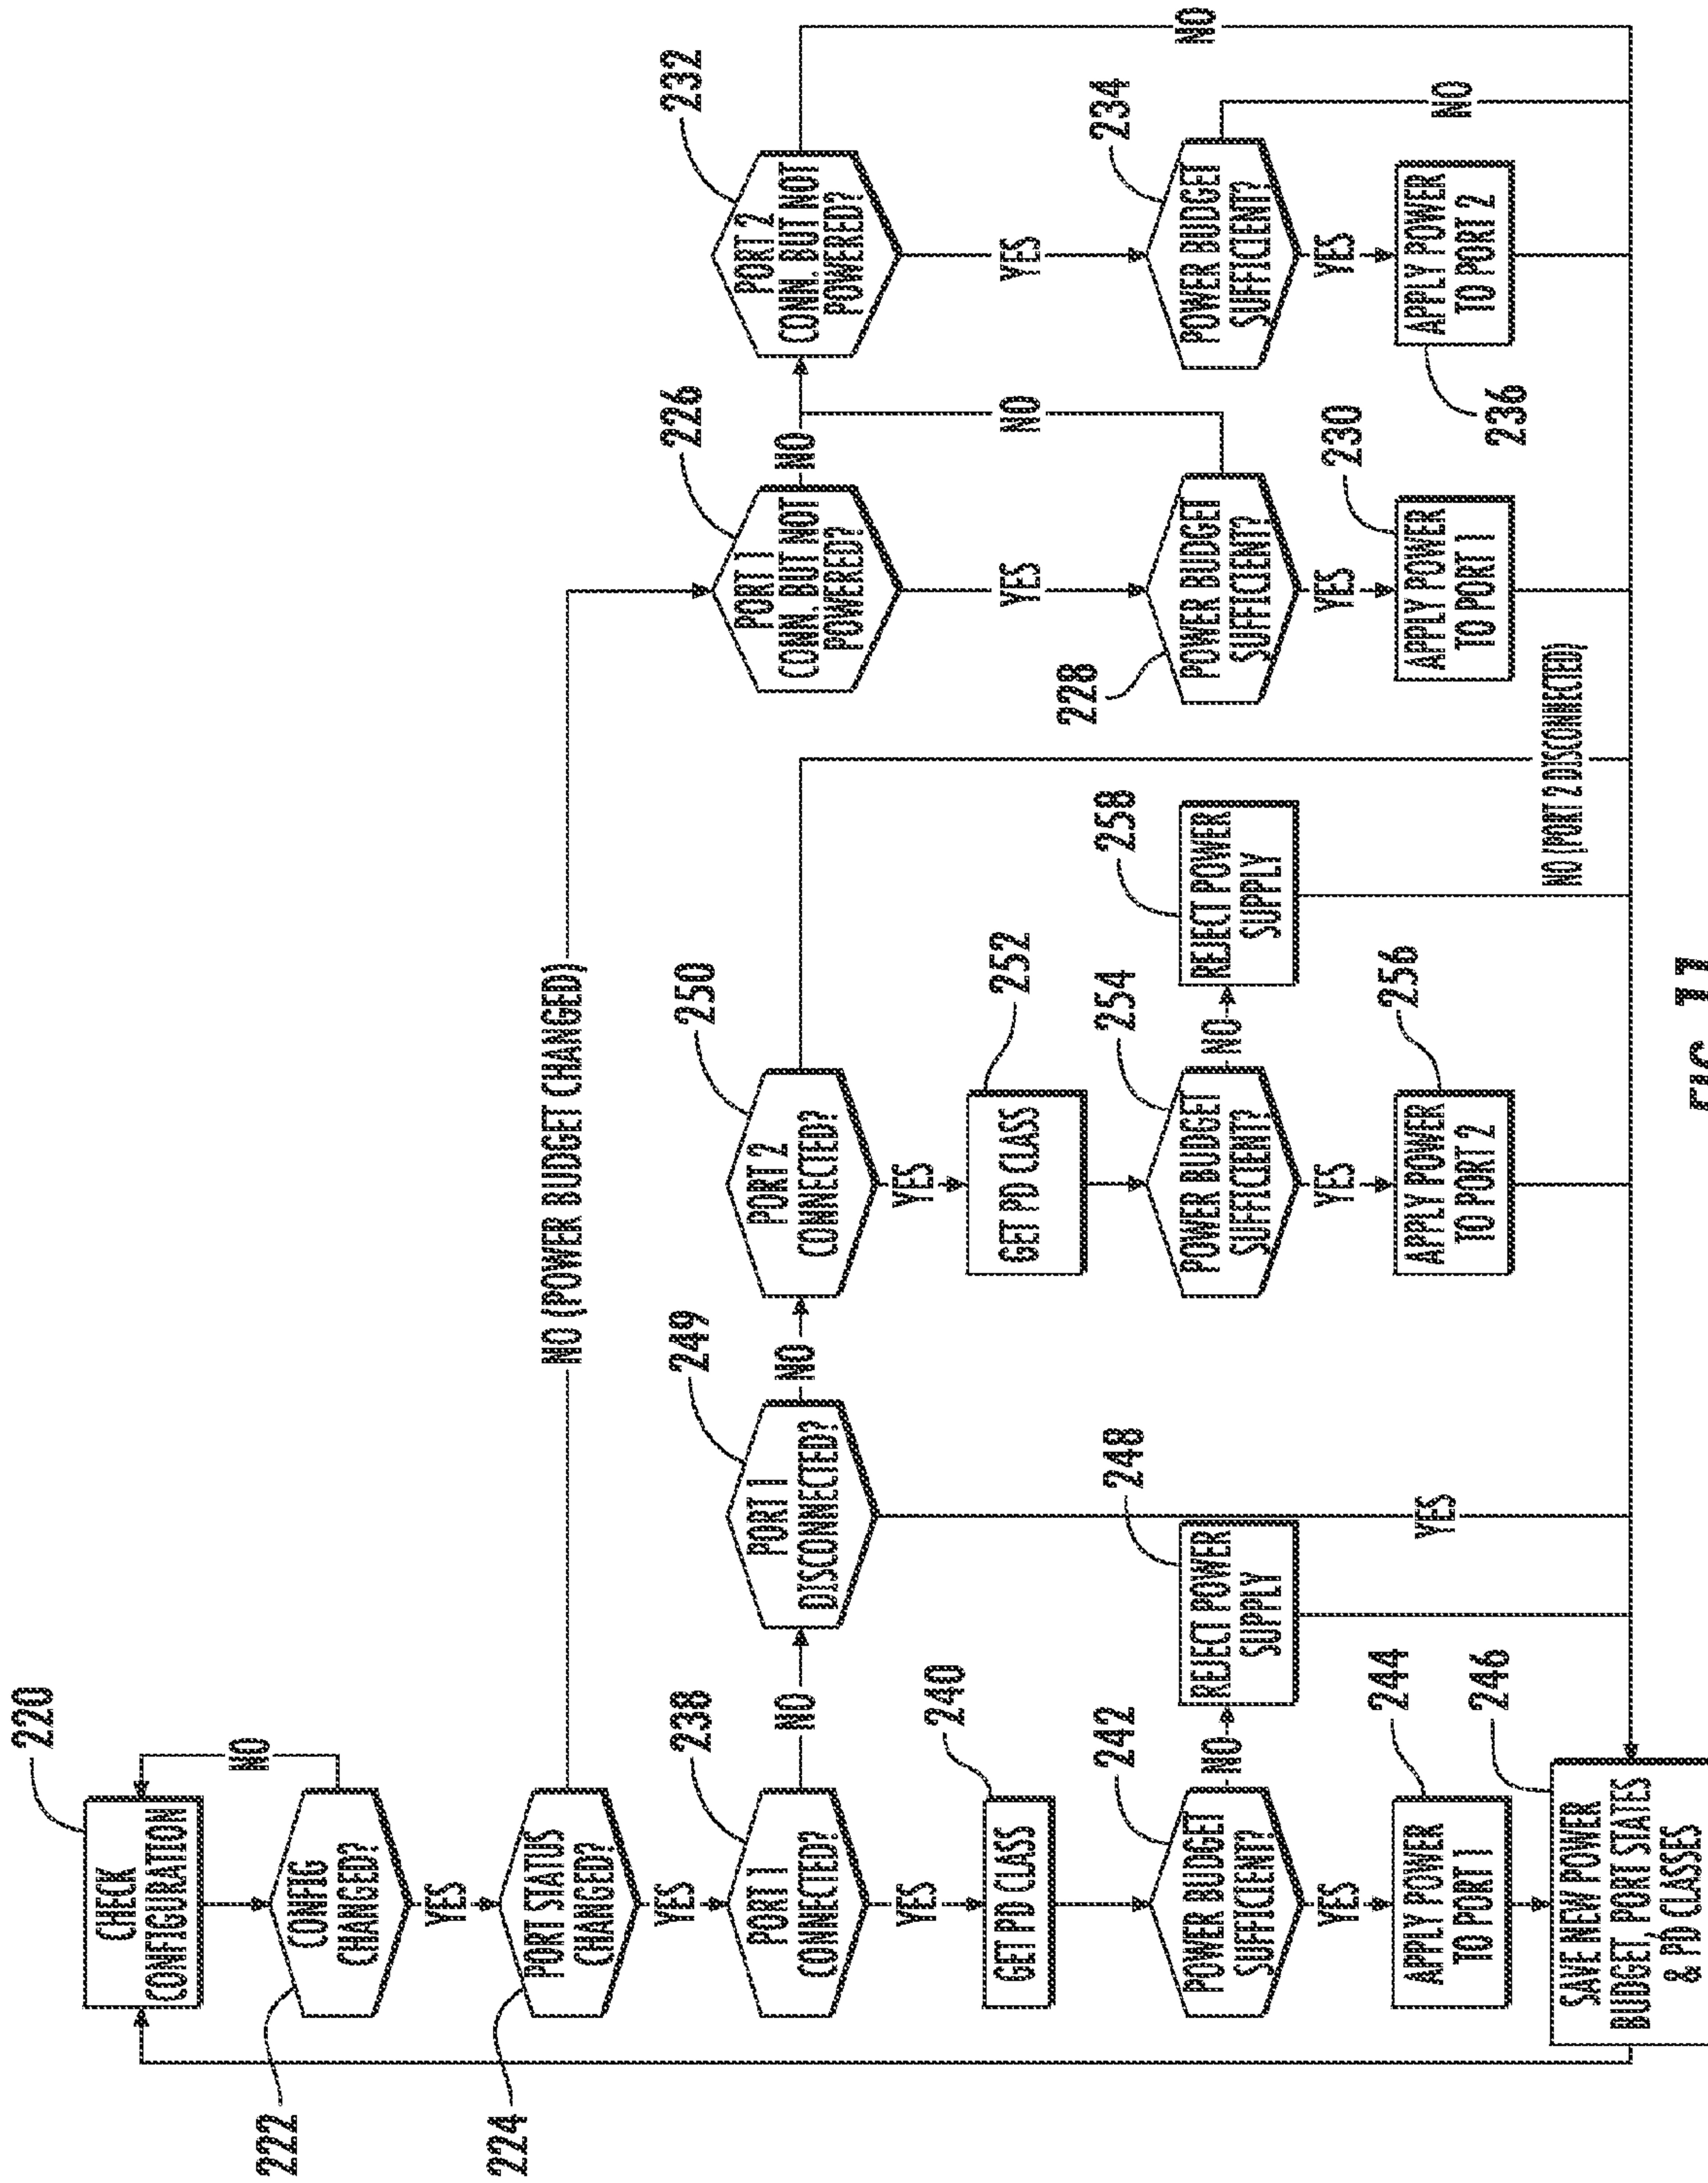 220
CHECK
CONFIGURATION
NO
222
CONFIG
CHANGED?
YES
224
PORT STATUS
CHANGED?
NO (POWER BUDGET CHANGED)
YES
238
PORT 1
CONNECTED?
NO
249
PORT 1
DISCONNECTED?
NO
250
PORT 2
CONNECTED?
226
PORT 1
CONN. BUT NOT
POWERED?
NO
232
PORT 2
CONN. BUT NOT
POWERED?
YES
240
GET PD CLASS
YES
252
GET PD CLASS
YES
NO
YES
NO
242
POWER BUDGET
SUFFICIENT?
NO
248
REJECT POWER
SUPPLY
254
POWER BUDGET
SUFFICIENT?
NO
258
REJECT POWER
SUPPLY
228
POWER BUDGET
SUFFICIENT?
234
POWER BUDGET
SUFFICIENT?
NO
YES
YES
YES
YES
YES
244
APPLY POWER
TO PORT 1
256
APPLY POWER
TO PORT 2
230
APPLY POWER
TO PORT 1
236
APPLY POWER
TO PORT 2
NO (PORT 2 DISCONNECTED)
246
SAVE NEW POWER
BUDGET, PORT STATES
& PD CLASSES